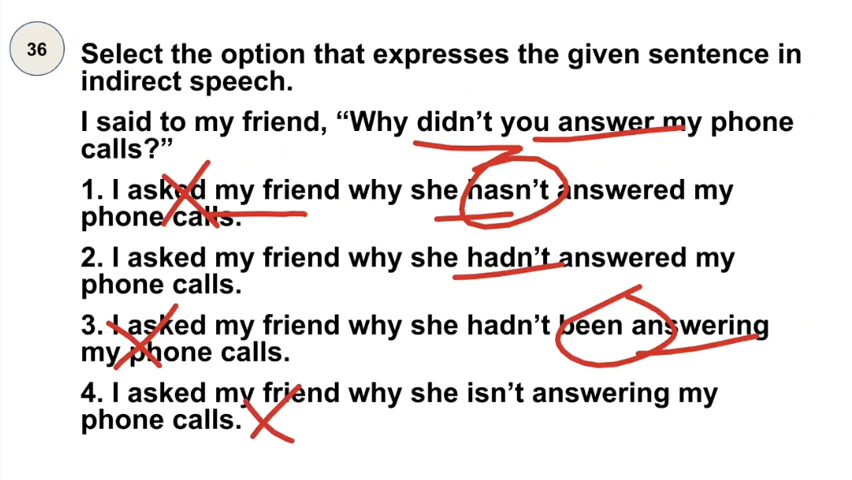 36
Select the option that expresses the given sentence in
indirect speech.
I said to my friend, “Why didn’t you answer my phone
calls?”
1. I asked my friend why she hasn’t answered my
phone calls.
2. I asked my friend why she hadn’t answered my
phone calls.
3. I asked my friend why she hadn’t been answering
my phone calls.
4. I asked my friend why she isn’t answering my
phone calls.